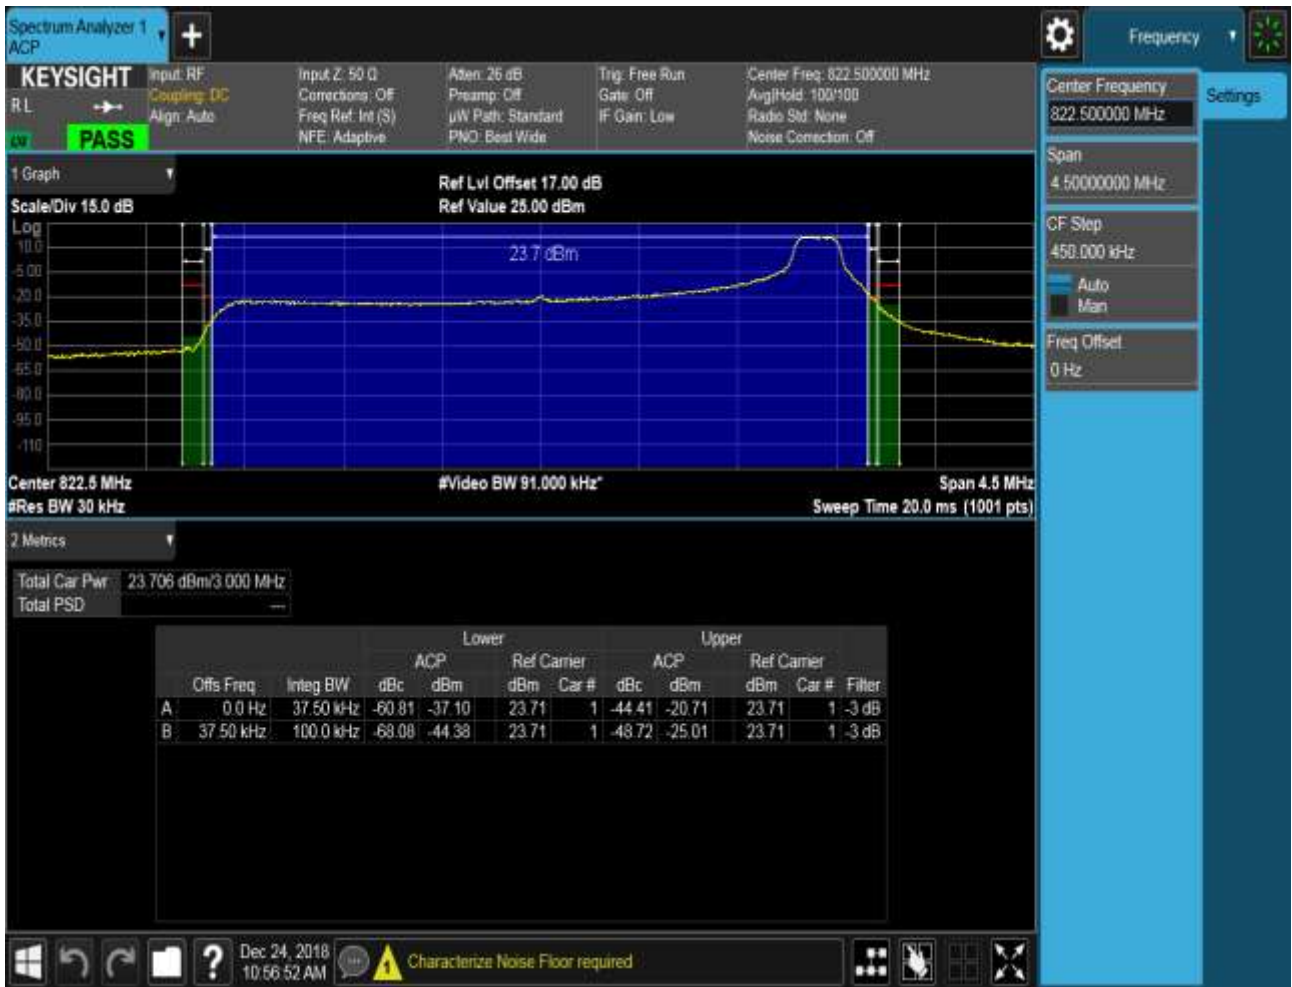 Spectrum Analyzer 1
ACP
Frequency
KEYSIGHT
R L
PASS
Input: RF
Coupling: DC
Align: Auto
Input Z: 50 Ω
Corrections: Off
Freq Ref: Int (S)
NFE: Adaptive
Atten: 26 dB
Preamp: Off
µW Path: Standard
PNO: Best Wide
Trig: Free Run
Gate: Off
IF Gain: Low
Center Freq: 822.500000 MHz
Avg|Hold: 100/100
Radio Std: None
Noise Correction: Off
Center Frequency
822.500000 MHz
Settings
Span
4.50000000 MHz
CF Step
450.000 kHz
Auto
Man
Freq Offset
0 Hz
1 Graph
Scale/Div 15.0 dB
Ref Lvl Offset 17.00 dB
Ref Value 25.00 dBm
Log
10.0
-5.00
-20.0
-35.0
-50.0
-65.0
-80.0
-95.0
-110
23.7 dBm
Center 822.5 MHz
#Video BW 91.000 kHz*
Span 4.5 MHz
#Res BW 30 kHz
Sweep Time 20.0 ms (1001 pts)
2 Metrics
Total Car Pwr 23.706 dBm/3.000 MHz
Total PSD ---
Lower Upper
ACP Ref Carrier ACP Ref Carrier
Offs Freq Integ BW dBc dBm dBm Car # dBc dBm dBm Car # Filter
A 0.0 Hz 37.50 kHz -60.81 -37.10 23.71 1 -44.41 -20.71 23.71 1 -3 dB
B 37.50 kHz 100.0 kHz -68.08 -44.38 23.71 1 -48.72 -25.01 23.71 1 -3 dB
Dec 24, 2018
10:56:52 AM
1
Characterize Noise Floor required